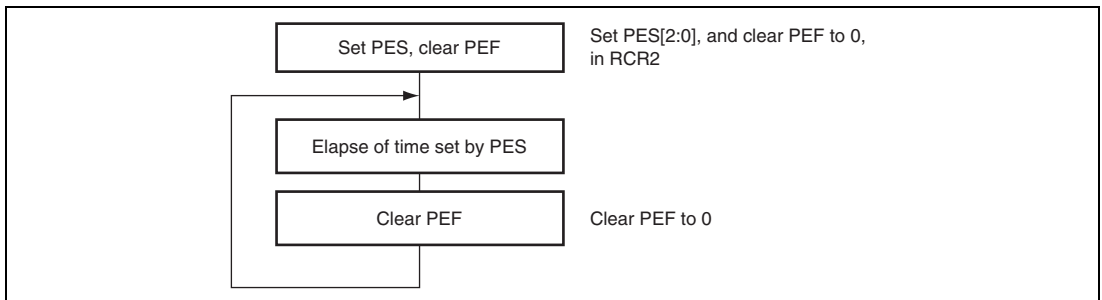 Set PES, clear PEF
Set PES[2:0], and clear PEF to 0,
in RCR2
Elapse of time set by PES
Clear PEF
Clear PEF to 0